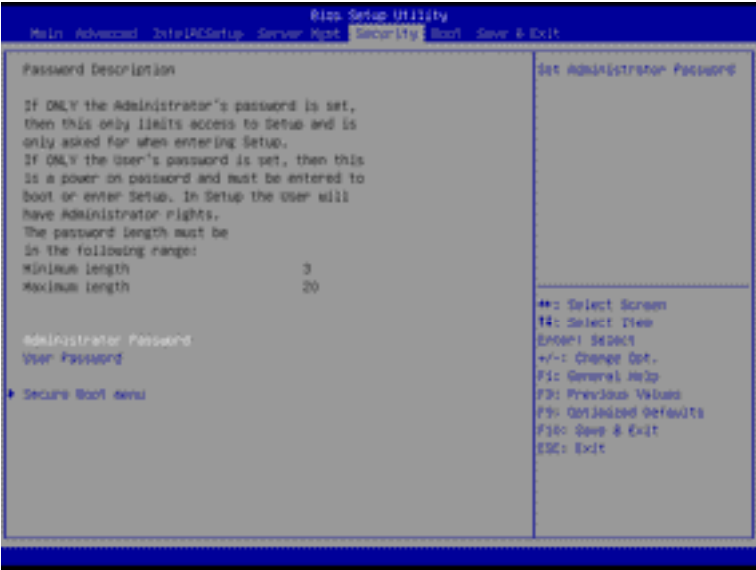 Bios Setup Utility
Main Advanced IntelRCSetup Server Mgmt Security Boot Save & Exit
Password Description
If ONLY the Administrator's password is set,
then this only limits access to Setup and is
only asked for when entering Setup.
If ONLY the User's password is set, then this
is a power on password and must be entered to
boot or enter Setup. In Setup the User will
have Administrator rights.
The password length must be
in the following range:
Minimum length 3
Maximum length 20
Administrator Password
User Password
Secure Boot menu
Set Administrator Password
: Select Screen
: Select Item
Enter: Select
+/-: Change Opt.
F1: General Help
F3: Previous Values
F9: Optimized Defaults
F10: Save & Exit
ESC: Exit